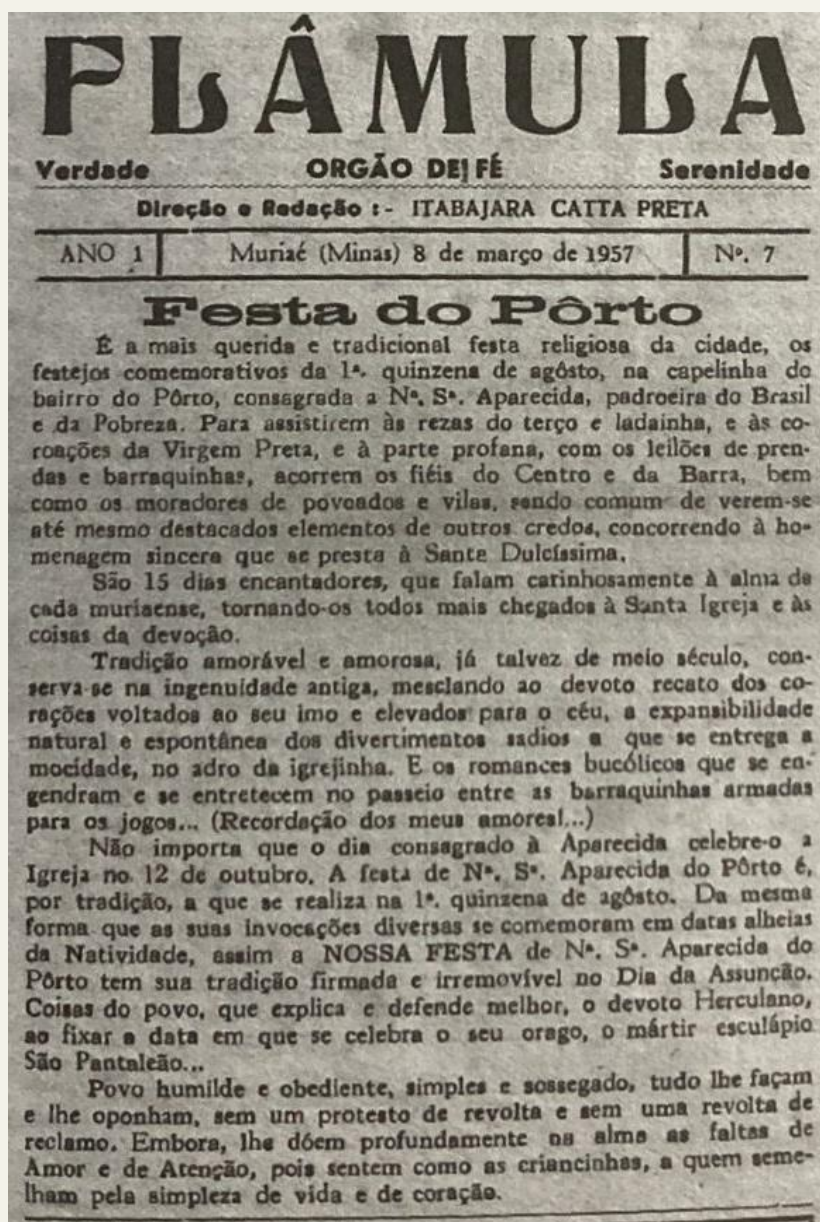 FLÂMULA
Verdade ORGÃO DE FÉ Serenidade
Direção e Redação :- ITABAJARA CATTA PRETA
ANO 1 Muriaé (Minas) 8 de março de 1957 Nº. 7
Festa do Pôrto
É a mais querida e tradicional festa religiosa da cidade, os
festejos comemorativos da 1ª. quinzena de agôsto, na capelinha do
bairro do Pôrto, consagrada a Nª. Sª. Aparecida, padroeira do Brasil
e da Pobreza. Para assistirem às rezas do terço e ladainha, e às co-
roações da Virgem Preta, e à parte profana, com os leilões de pren-
das e barraquinhas, acorrem os fiéis do Centro e da Barra, bem
como os moradores de povoados e vilas, sendo comum de verem-se
até mesmo destacados elementos de outros credos, concorrendo à ho-
menagem sincera que se presta à Santa Dulcíssima.
São 15 dias encantadores, que falam carinhosamente à alma de
cada muriaense, tornando-os todos mais chegados à Santa Igreja e às
coisas da devoção.
Tradição amorável e amorosa, já talvez de meio século, con-
serva-se na ingenuidade antiga, mesclando ao devoto recato dos co-
rações voltados ao seu imo e elevados para o céu, a expansibilidade
natural e espontânea dos divertimentos sadios a que se entrega a
mocidade, no adro da igrejinha. E os romances bucólicos que se en-
gendram e se entretecem no passeio entre as barraquinhas armadas
para os jogos... (Recordação dos meus amores!...)
Não importa que o dia consagrado à Aparecida celebre-o a
Igreja no 12 de outubro. A festa de Nª. Sª. Aparecida do Pôrto é,
por tradição, a que se realiza na 1ª. quinzena de agôsto. Da mesma
forma que as suas invocações diversas se comemoram em datas alheias
da Natividade, assim a NOSSA FESTA de Nª. Sª. Aparecida do
Pôrto tem sua tradição firmada e irremovível no Dia da Assunção.
Coisas do povo, que explica e defende melhor, o devoto Herculano,
ao fixar a data em que se celebra o seu orago, o mártir esculápio
São Pantaleão...
Povo humilde e obediente, simples e sossegado, tudo lhe façam
e lhe oponham, sem um protesto de revolta e sem uma revolta de
reclamo. Embora, lhe dôem profundamente na alma as faltas de
Amor e de Atenção, pois sentem como as criancinhas, a quem seme-
lham pela simpleza de vida e de coração.